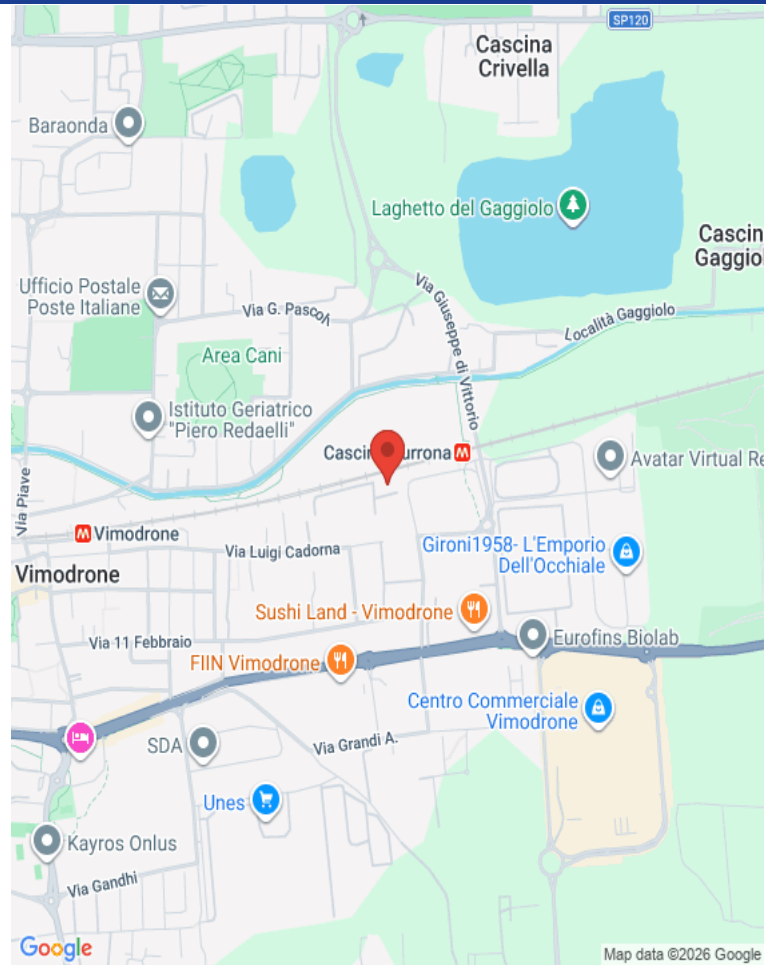 SP120
Cascina
Crivella
Baraonda
Laghetto del Gaggiolo
Ufficio Postale
Poste Italiane
Via G. Pascoli
Via Giuseppe di Vittorio
Località Gaggiolo
Area Cani
Istituto Geriatrico
"Piero Redaelli"
Via Piave
M
Avatar Virtual Re
M Vimodrone
Vimodrone
Via Luigi Cadorna
Gironi1958- L'Emporio
Dell'Occhiale
Sushi Land - Vimodrone
Via 11 Febbraio
Eurofins Biolab
FIIN Vimodrone
Centro Commerciale
Vimodrone
SDA
Via Grandi A.
Unes
Kayros Onlus
Via Gandhi
Google
Map data ©2026 Google